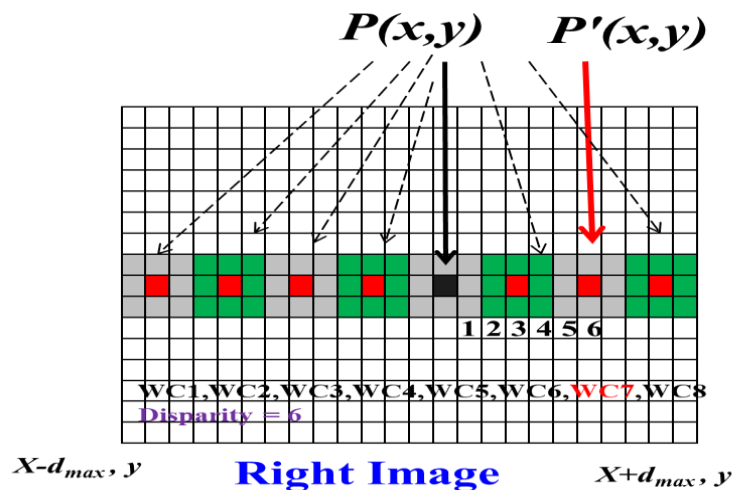 P(x,y) P'(x,y)
1 2 3 4 5 6
WC1,WC2,WC3,WC4,WC5,WC6,WC7,WC8
Disparity = 6
X-dmax, y Right Image X+dmax, y